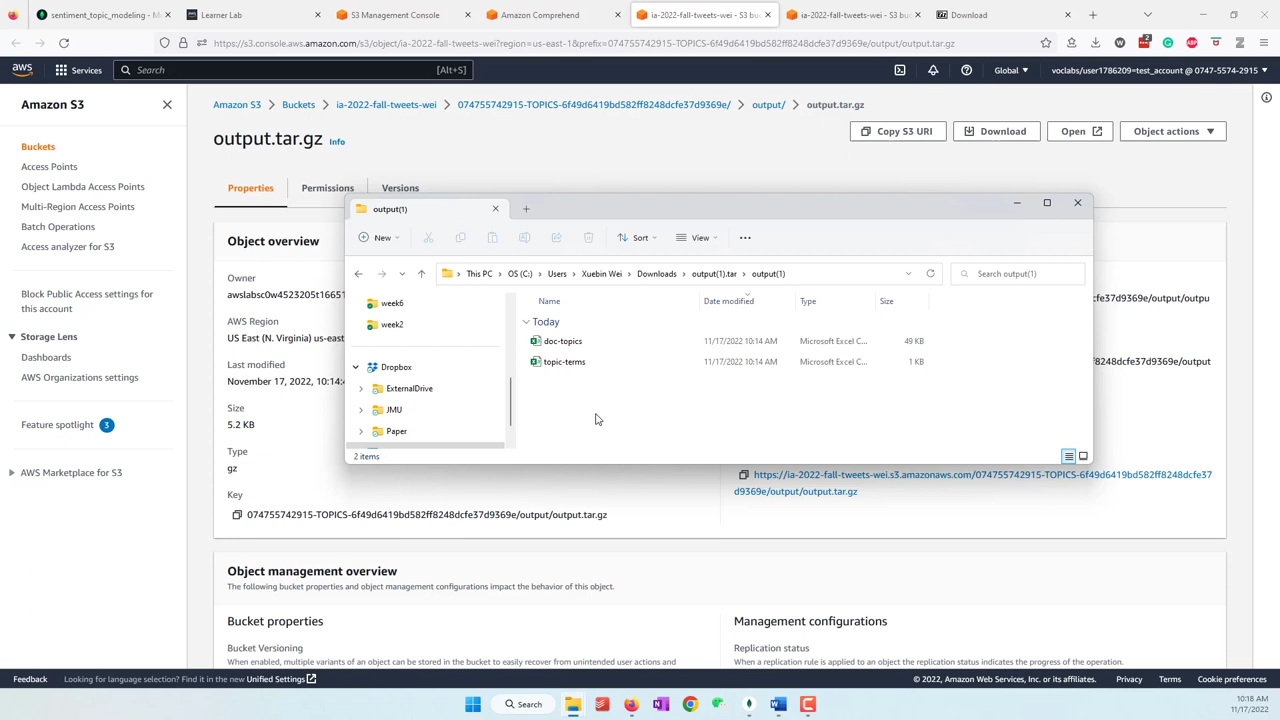 sentiment_topic_modeling - M
Learner Lab
S3 Management Console
Amazon Comprehend
ia-2022-fall-tweets-wei - S3 bu
ia-2022-fall-tweets-wei - S3 bu
Download
https://s3.console.aws.amazon.com/s3/object/ia-2022-fall-tweets-wei?region=us-east-1&prefix=074755742915-TOPICS-6f49d6419bd582ff8248dcfe37d9369e/output/output.tar.gz
aws
Services
Search
[Alt+S]
Global
voclabs/user1786209=test_account @ 0747-5574-2915
Amazon S3
Amazon S3
Buckets
ia-2022-fall-tweets-wei
074755742915-TOPICS-6f49d6419bd582ff8248dcfe37d9369e/
output/
output.tar.gz
output.tar.gz
Info
Copy S3 URI
Download
Open
Object actions
Buckets
Access Points
Object Lambda Access Points
Multi-Region Access Points
Batch Operations
Access analyzer for S3
Block Public Access settings for
this account
Storage Lens
Dashboards
AWS Organizations settings
Feature spotlight
3
AWS Marketplace for S3
Properties
Permissions
Versions
Object overview
Owner
awslabsc0w4523205t16651
AWS Region
US East (N. Virginia) us-east-
Last modified
November 17, 2022, 10:14:4
Size
5.2 KB
Type
gz
Key
074755742915-TOPICS-6f49d6419bd582ff8248dcfe37d9369e/output/output.tar.gz
8dcfe37d9369e/output/outpu
8dcfe37d9369e/output/outpu
https://ia-2022-fall-tweets-wei.s3.amazonaws.com/074755742915-TOPICS-6f49d6419bd582ff8248dcfe37
d9369e/output/output.tar.gz
output(1)
New
Sort
View
This PC
OS (C:)
Users
Xuebin Wei
Downloads
output(1).tar
output(1)
Search output(1)
week6
week2
Dropbox
ExternalDrive
JMU
Paper
Name
Date modified
Type
Size
Today
doc-topics
11/17/2022 10:14 AM
Microsoft Excel C...
49 KB
topic-terms
11/17/2022 10:14 AM
Microsoft Excel C...
1 KB
2 items
Object management overview
The following bucket properties and object management configurations impact the behavior of this object.
Bucket properties
Bucket Versioning
When enabled, multiple variants of an object can be stored in the bucket to easily recover from unintended user actions and
Management configurations
Replication status
When a replication rule is applied to an object the replication status indicates the progress of the operation.
Feedback
Looking for language selection? Find it in the new Unified Settings
© 2022, Amazon Web Services, Inc. or its affiliates.
Privacy
Terms
Cookie preferences
Search
10:18 AM
11/17/2022